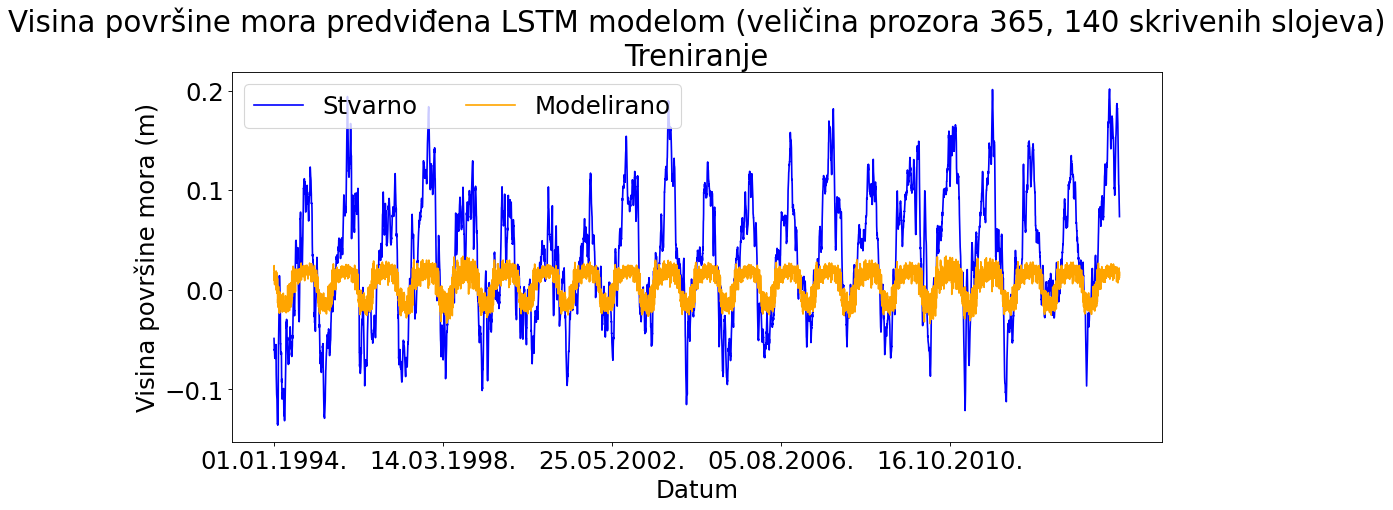 Visina površine mora predviđena LSTM modelom (veličina prozora 365, 140 skrivenih slojeva)
Treniranje
Stvarno Modelirano
Visina površine mora (m)
0.2
0.1
0.0
−0.1
01.01.1994. 14.03.1998. 25.05.2002. 05.08.2006. 16.10.2010.
Datum